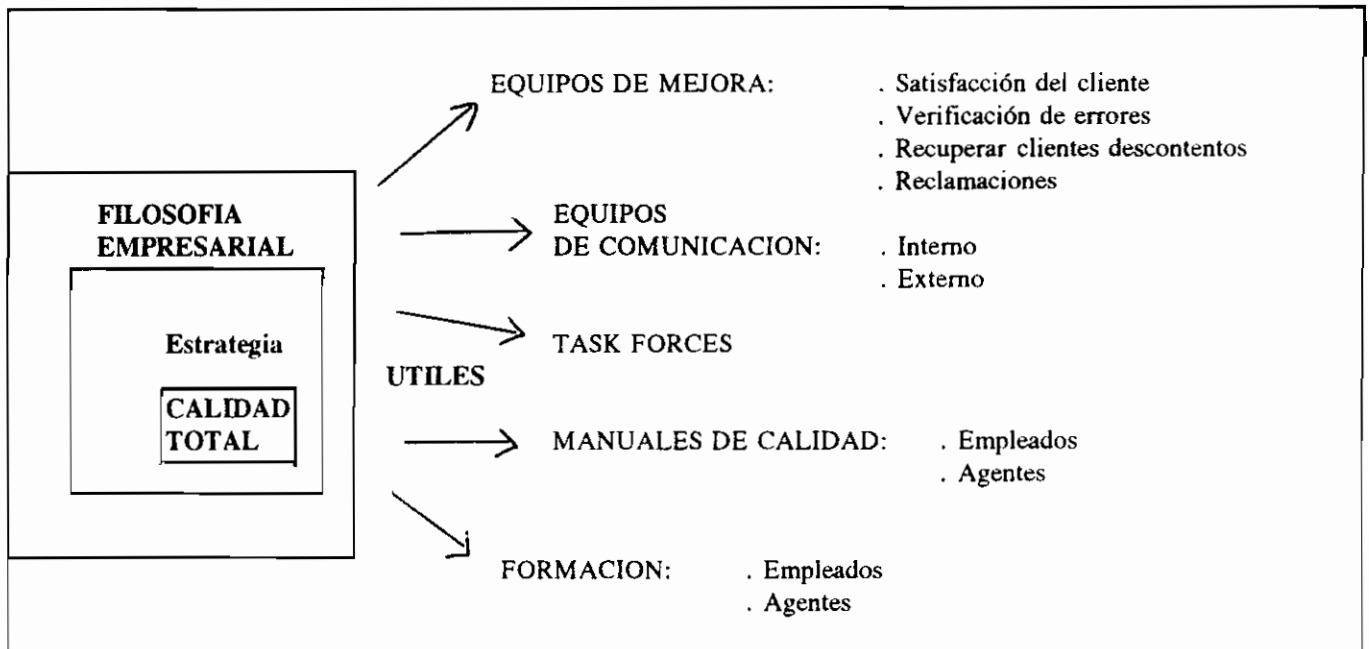 FILOSOFIA
EMPRESARIAL
Estrategia
CALIDAD
TOTAL
UTILES
EQUIPOS DE MEJORA: . Satisfacción del cliente
. Verificación de errores
. Recuperar clientes descontentos
. Reclamaciones
EQUIPOS
DE COMUNICACION: . Interno
. Externo
TASK FORCES
MANUALES DE CALIDAD: . Empleados
. Agentes
FORMACION: . Empleados
. Agentes